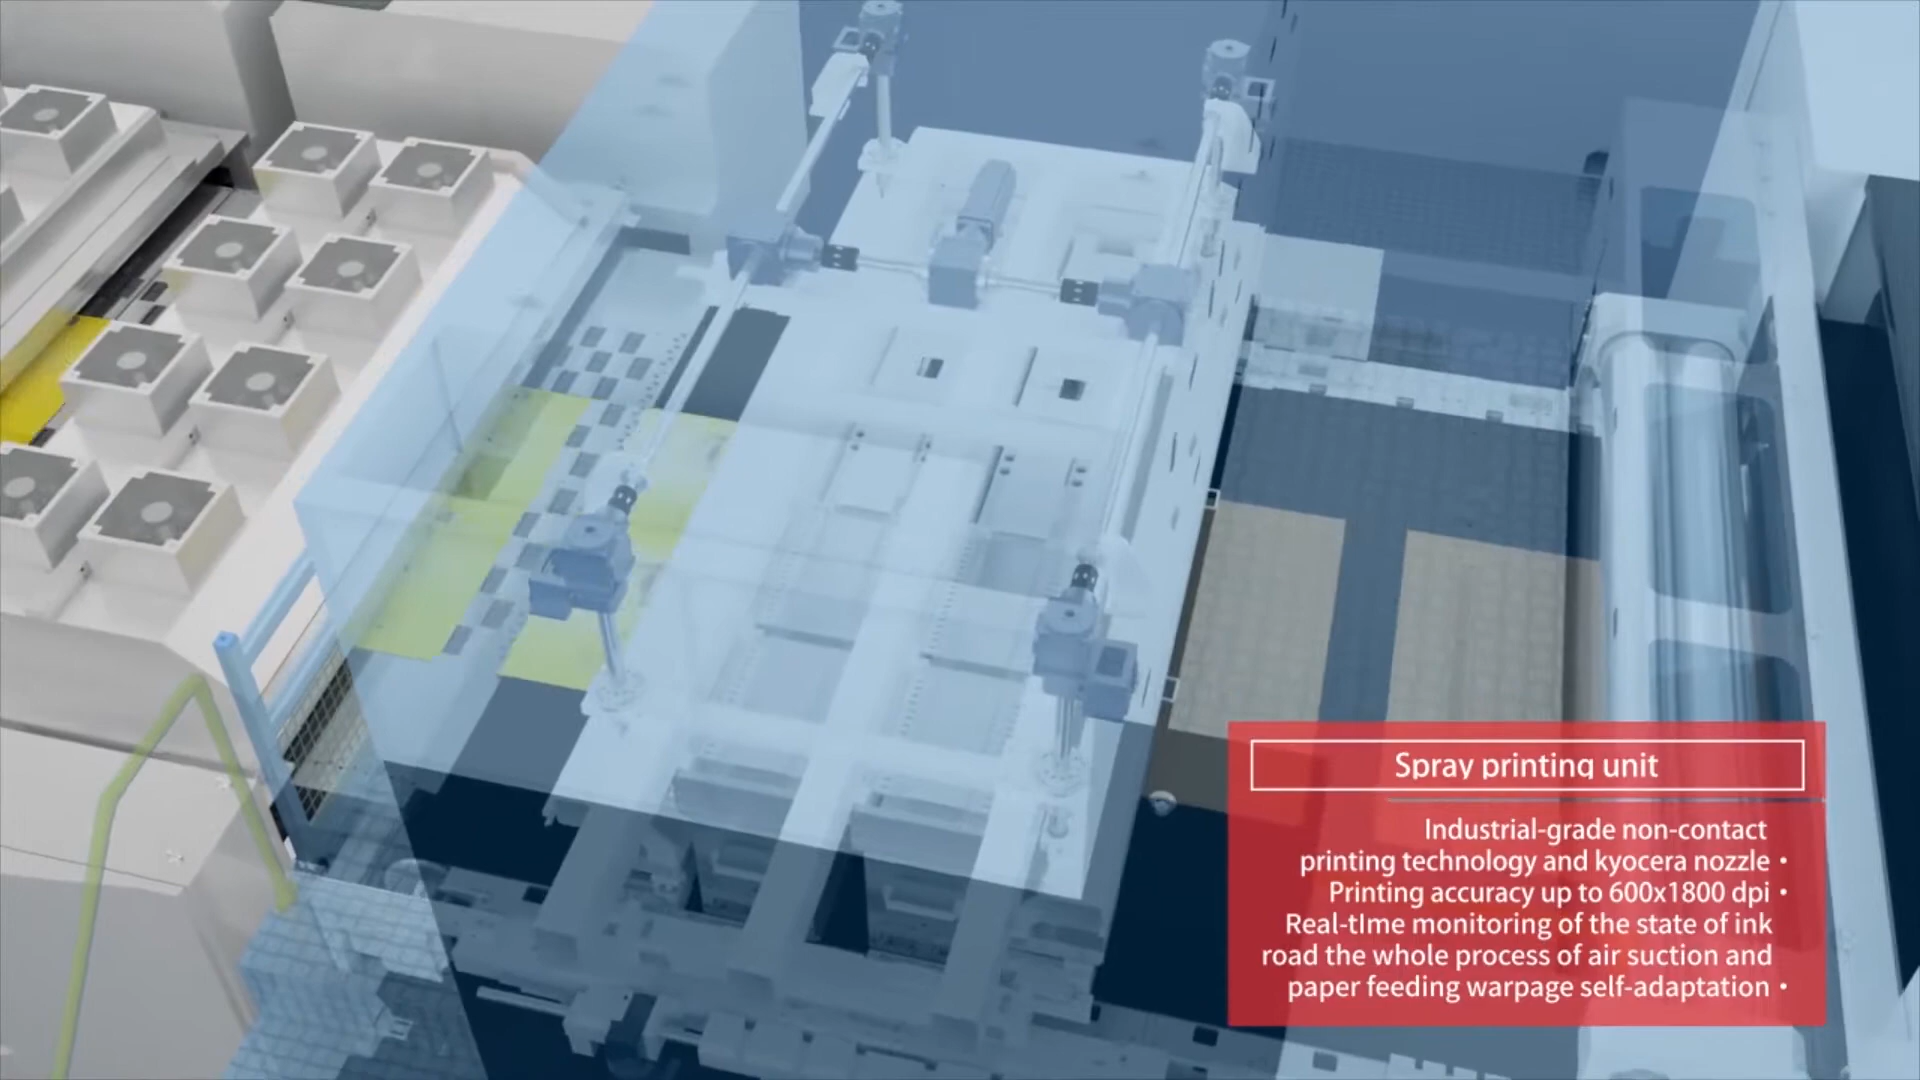 Spray printing unit
Industrial-grade non-contact
printing technology and kyocera nozzle •
Printing accuracy up to 600x1800 dpi •
Real-tIme monitoring of the state of ink
road the whole process of air suction and
paper feeding warpage self-adaptation •